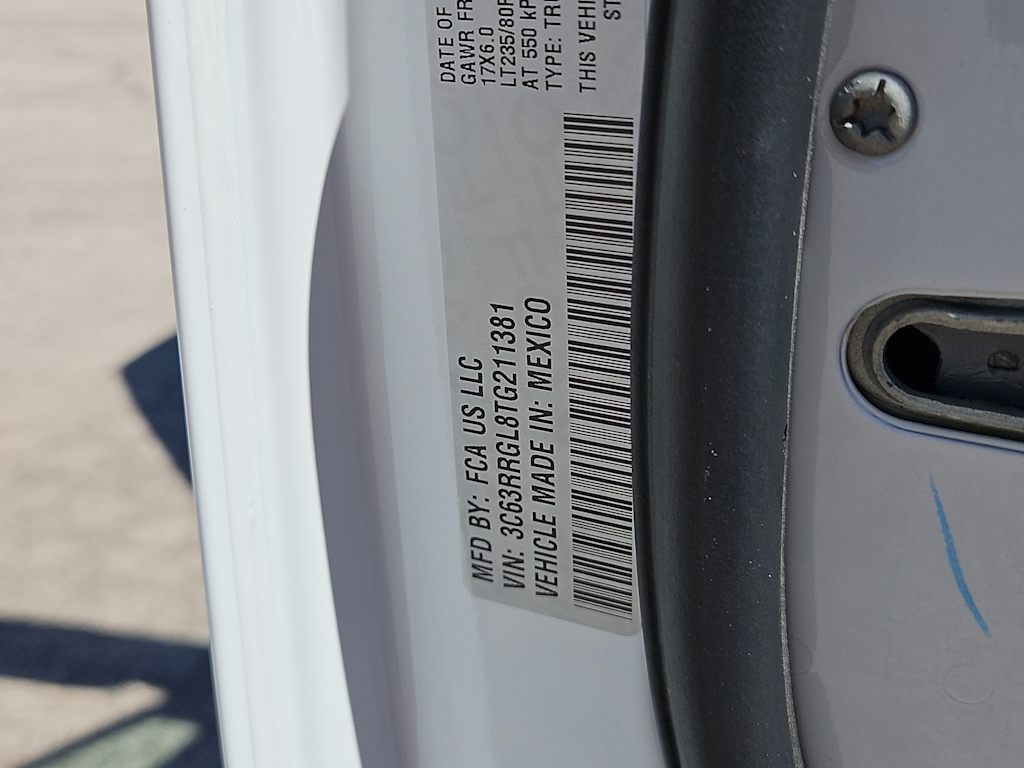 DATE OF
GAWR FR
17X6.0
LT235/80R
AT 550 KP
TYPE: TRU
THIS VEHI
ST
MFD BY: FCA US LLC
VIN: 3C63RRGL8TG211381
VEHICLE MADE IN: MEXICO